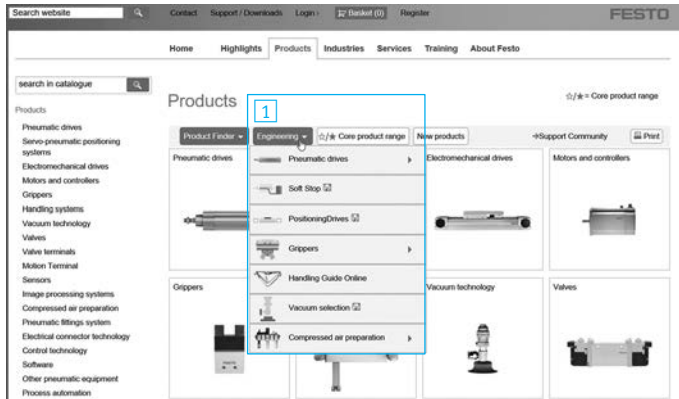 Search website
Contact Support / Downloads Login › Basket (0) Register
FESTO
Home Highlights Products Industries Services Training About Festo
search in catalogue
Products
Pneumatic drives
Servo-pneumatic positioning
systems
Electromechanical drives
Motors and controllers
Grippers
Handling systems
Vacuum technology
Valves
Valve terminals
Motion Terminal
Sensors
Image processing systems
Compressed air preparation
Pneumatic fittings system
Electrical connector technology
Control technology
Software
Other pneumatic equipment
Process automation
Products
☆/★= Core product range
1
Product Finder Engineering ☆/★ Core product range New products →Support Community Print
Pneumatic drives
Soft Stop
PositioningDrives
Grippers
Handling Guide Online
Vacuum selection
Compressed air preparation
Pneumatic drives
Electromechanical drives
Motors and controllers
Grippers
Vacuum technology
Valves